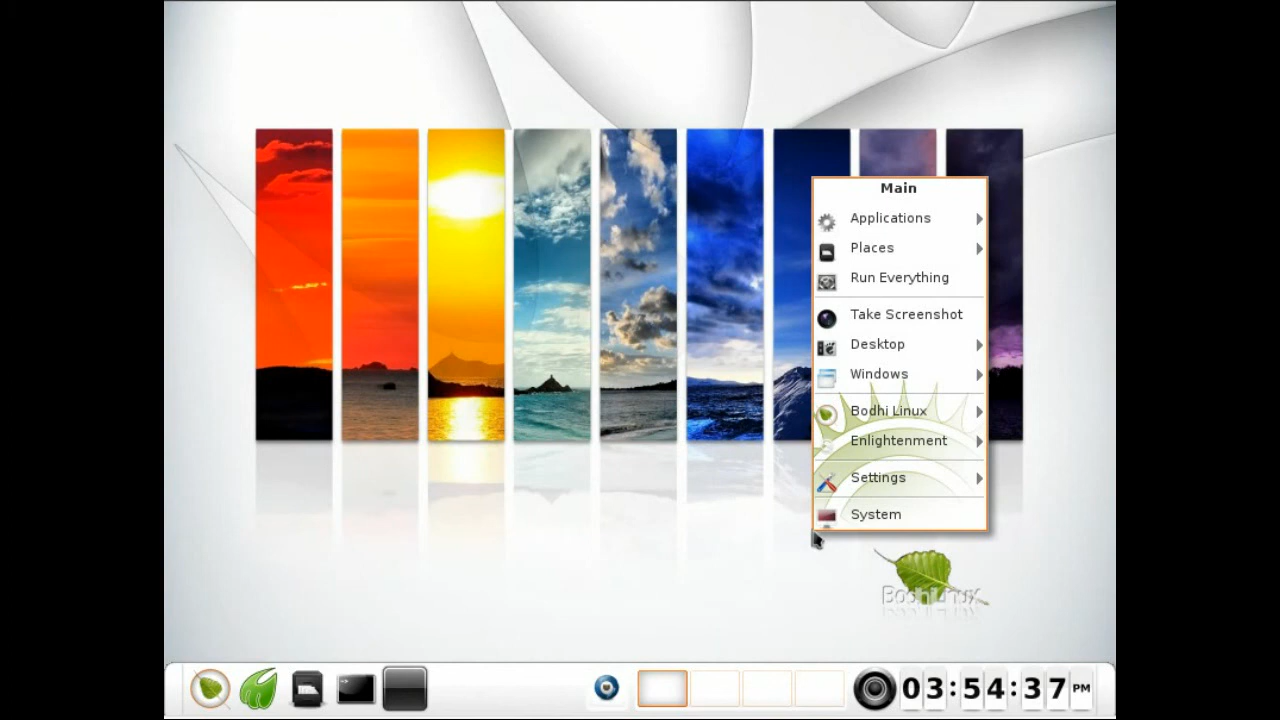 Main
Applications
Places
Run Everything
Take Screenshot
Desktop
Windows
Bodhi Linux
Enlightenment
Settings
System
BodhiLinux
03:54:37 PM